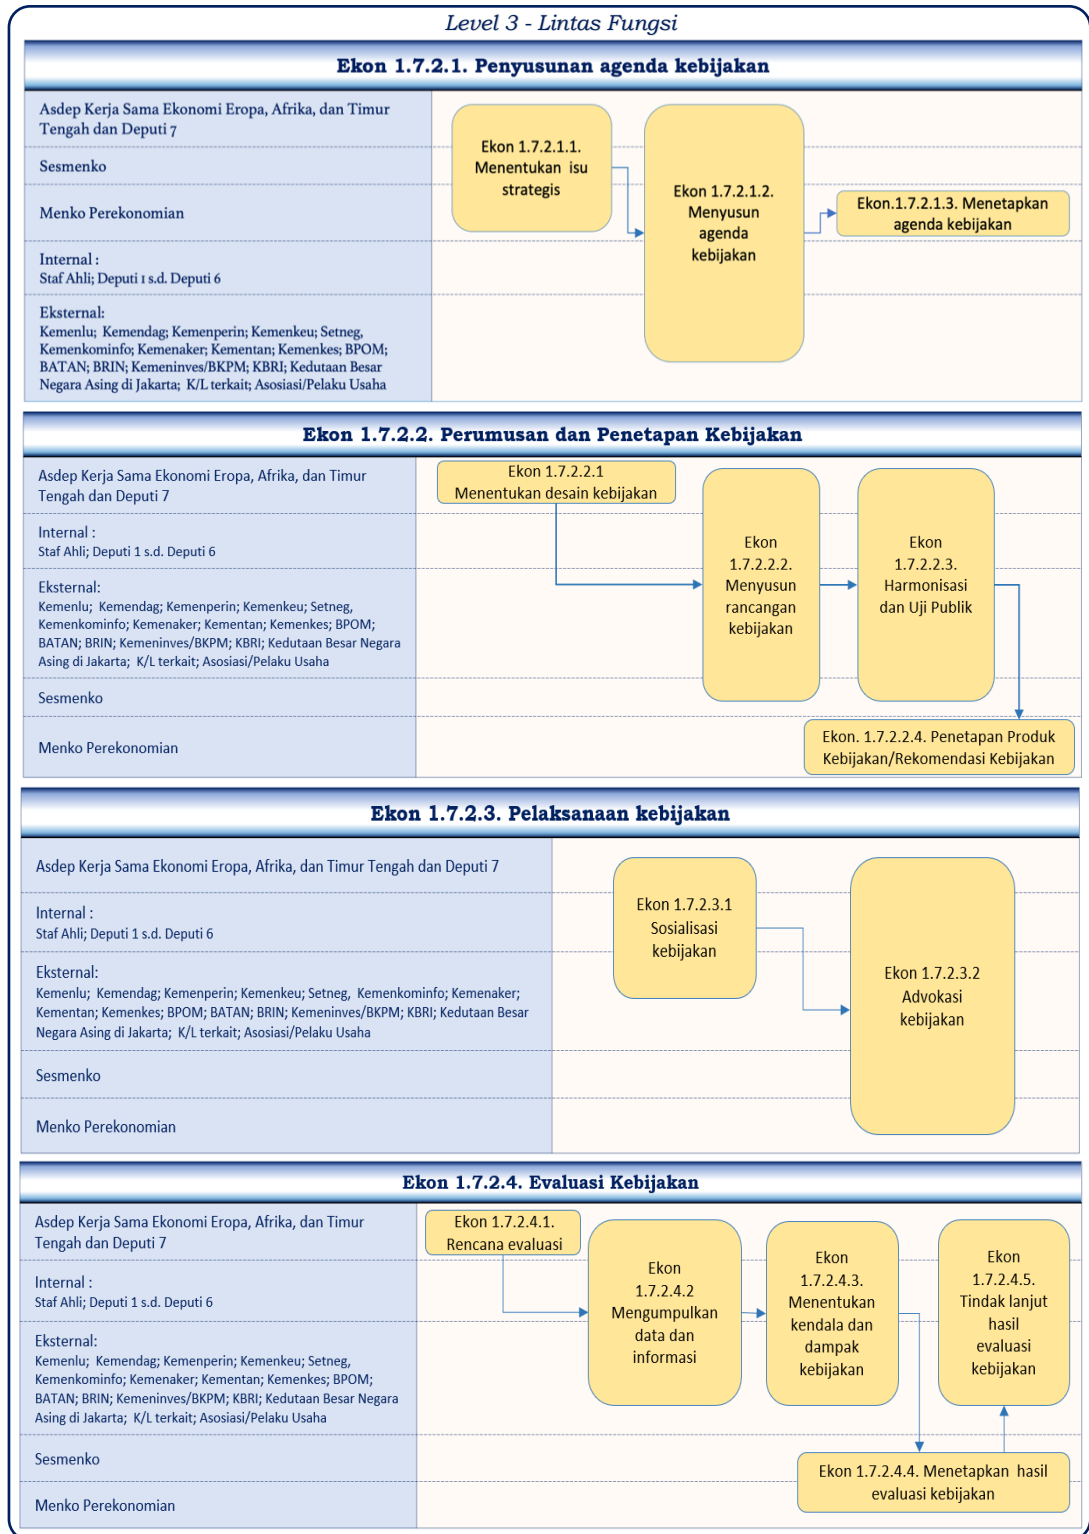 Level 3 - Lintas Fungsi
Ekon 1.7.2.1. Penyusunan agenda kebijakan
Asdep Kerja Sama Ekonomi Eropa, Afrika, dan Timur
Tengah dan Deputi 7
Sesmenko
Menko Perekonomian
Internal :
Staf Ahli; Deputi 1 s.d. Deputi 6
Eksternal:
Kemenlu; Kemendag; Kemenperin; Kemenkeu; Setneg,
Kemenkominfo; Kemenaker; Kementan; Kemenkes; BPOM;
BATAN; BRIN; Kemeninves/BKPM; KBRI; Kedutaan Besar
Negara Asing di Jakarta; K/L terkait; Asosiasi/Pelaku Usaha
Ekon 1.7.2.1.1.
Menentukan isu
strategis
Ekon 1.7.2.1.2.
Menyusun
agenda
kebijakan
Ekon.1.7.2.1.3. Menetapkan
agenda kebijakan
Ekon 1.7.2.2. Perumusan dan Penetapan Kebijakan
Asdep Kerja Sama Ekonomi Eropa, Afrika, dan Timur
Tengah dan Deputi 7
Internal :
Staf Ahli; Deputi 1 s.d. Deputi 6
Eksternal:
Kemenlu; Kemendag; Kemenperin; Kemenkeu; Setneg,
Kemenkominfo; Kemenaker; Kementan; Kemenkes; BPOM;
BATAN; BRIN; Kemeninves/BKPM; KBRI; Kedutaan Besar Negara
Asing di Jakarta; K/L terkait; Asosiasi/Pelaku Usaha
Sesmenko
Menko Perekonomian
Ekon 1.7.2.2.1
Menentukan desain kebijakan
Ekon
1.7.2.2.2.
Menyusun
rancangan
kebijakan
Ekon
1.7.2.2.3.
Harmonisasi
dan Uji Publik
Ekon. 1.7.2.2.4. Penetapan Produk
Kebijakan/Rekomendasi Kebijakan
Ekon 1.7.2.3. Pelaksanaan kebijakan
Asdep Kerja Sama Ekonomi Eropa, Afrika, dan Timur Tengah dan Deputi 7
Internal :
Staf Ahli; Deputi 1 s.d. Deputi 6
Eksternal:
Kemenlu; Kemendag; Kemenperin; Kemenkeu; Setneg, Kemenkominfo; Kemenaker;
Kementan; Kemenkes; BPOM; BATAN; BRIN; Kemeninves/BKPM; KBRI; Kedutaan Besar
Negara Asing di Jakarta; K/L terkait; Asosiasi/Pelaku Usaha
Sesmenko
Menko Perekonomian
Ekon 1.7.2.3.1
Sosialisasi
kebijakan
Ekon 1.7.2.3.2
Advokasi
kebijakan
Ekon 1.7.2.4. Evaluasi Kebijakan
Asdep Kerja Sama Ekonomi Eropa, Afrika, dan Timur
Tengah dan Deputi 7
Internal :
Staf Ahli; Deputi 1 s.d. Deputi 6
Eksternal:
Kemenlu; Kemendag; Kemenperin; Kemenkeu; Setneg,
Kemenkominfo; Kemenaker; Kementan; Kemenkes; BPOM;
BATAN; BRIN; Kemeninves/BKPM; KBRI; Kedutaan Besar Negara
Asing di Jakarta; K/L terkait; Asosiasi/Pelaku Usaha
Sesmenko
Menko Perekonomian
Ekon 1.7.2.4.1.
Rencana evaluasi
Ekon
1.7.2.4.2
Mengumpulkan
data dan
informasi
Ekon
1.7.2.4.3.
Menentukan
kendala dan
dampak
kebijakan
Ekon
1.7.2.4.5.
Tindak lanjut
hasil
evaluasi
kebijakan
Ekon 1.7.2.4.4. Menetapkan hasil
evaluasi kebijakan